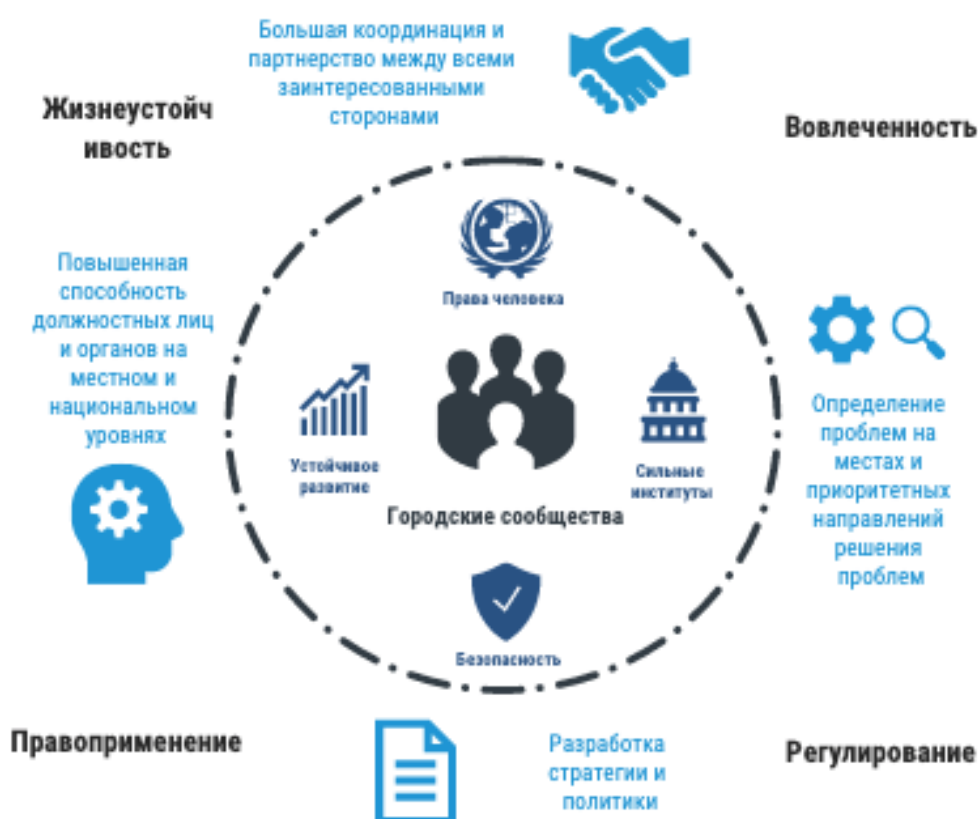 Большая координация и
партнерство между всеми
заинтересованными
сторонами
Жизнеустойч
ивость
Вовлеченность
Права человека
Повышенная
способность
должностных лиц
и органов на
местном и
национальном
уровнях
Устойчивое
развитие
Сильные
институты
Городские сообщества
Определение
проблем на
местах и
приоритетных
направлений
решения
проблем
Безопасность
Правоприменение
Разработка
стратегии и
политики
Регулирование